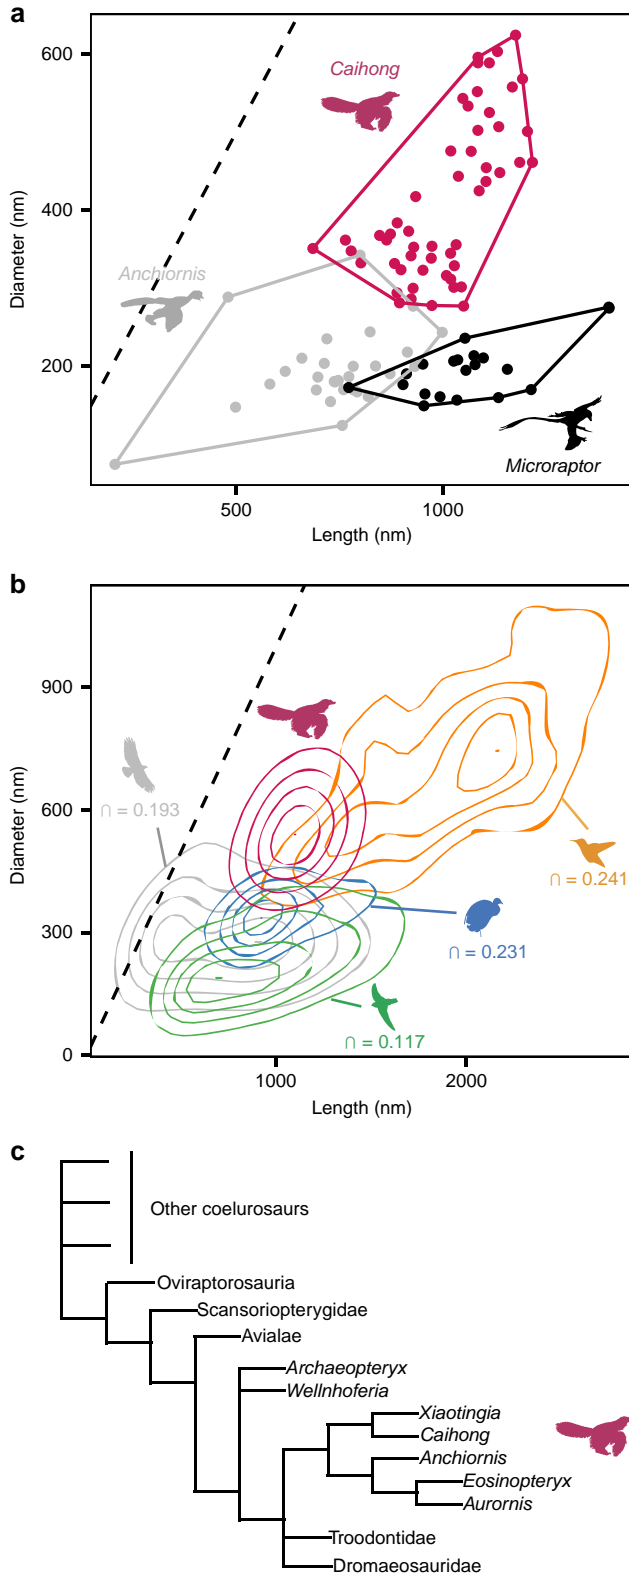 a
600
400
200
Diameter (nm)
Caihong
Anchiornis
Microraptor
500
1000
Length (nm)
b
900
600
300
0
Diameter (nm)
∩ = 0.193
∩ = 0.241
∩ = 0.231
∩ = 0.117
1000
2000
Length (nm)
c
Other coelurosaurs
Oviraptorosauria
Scansoriopterygidae
Avialae
Archaeopteryx
Wellnhoferia
Xiaotingia
Caihong
Anchiornis
Eosinopteryx
Aurornis
Troodontidae
Dromaeosauridae